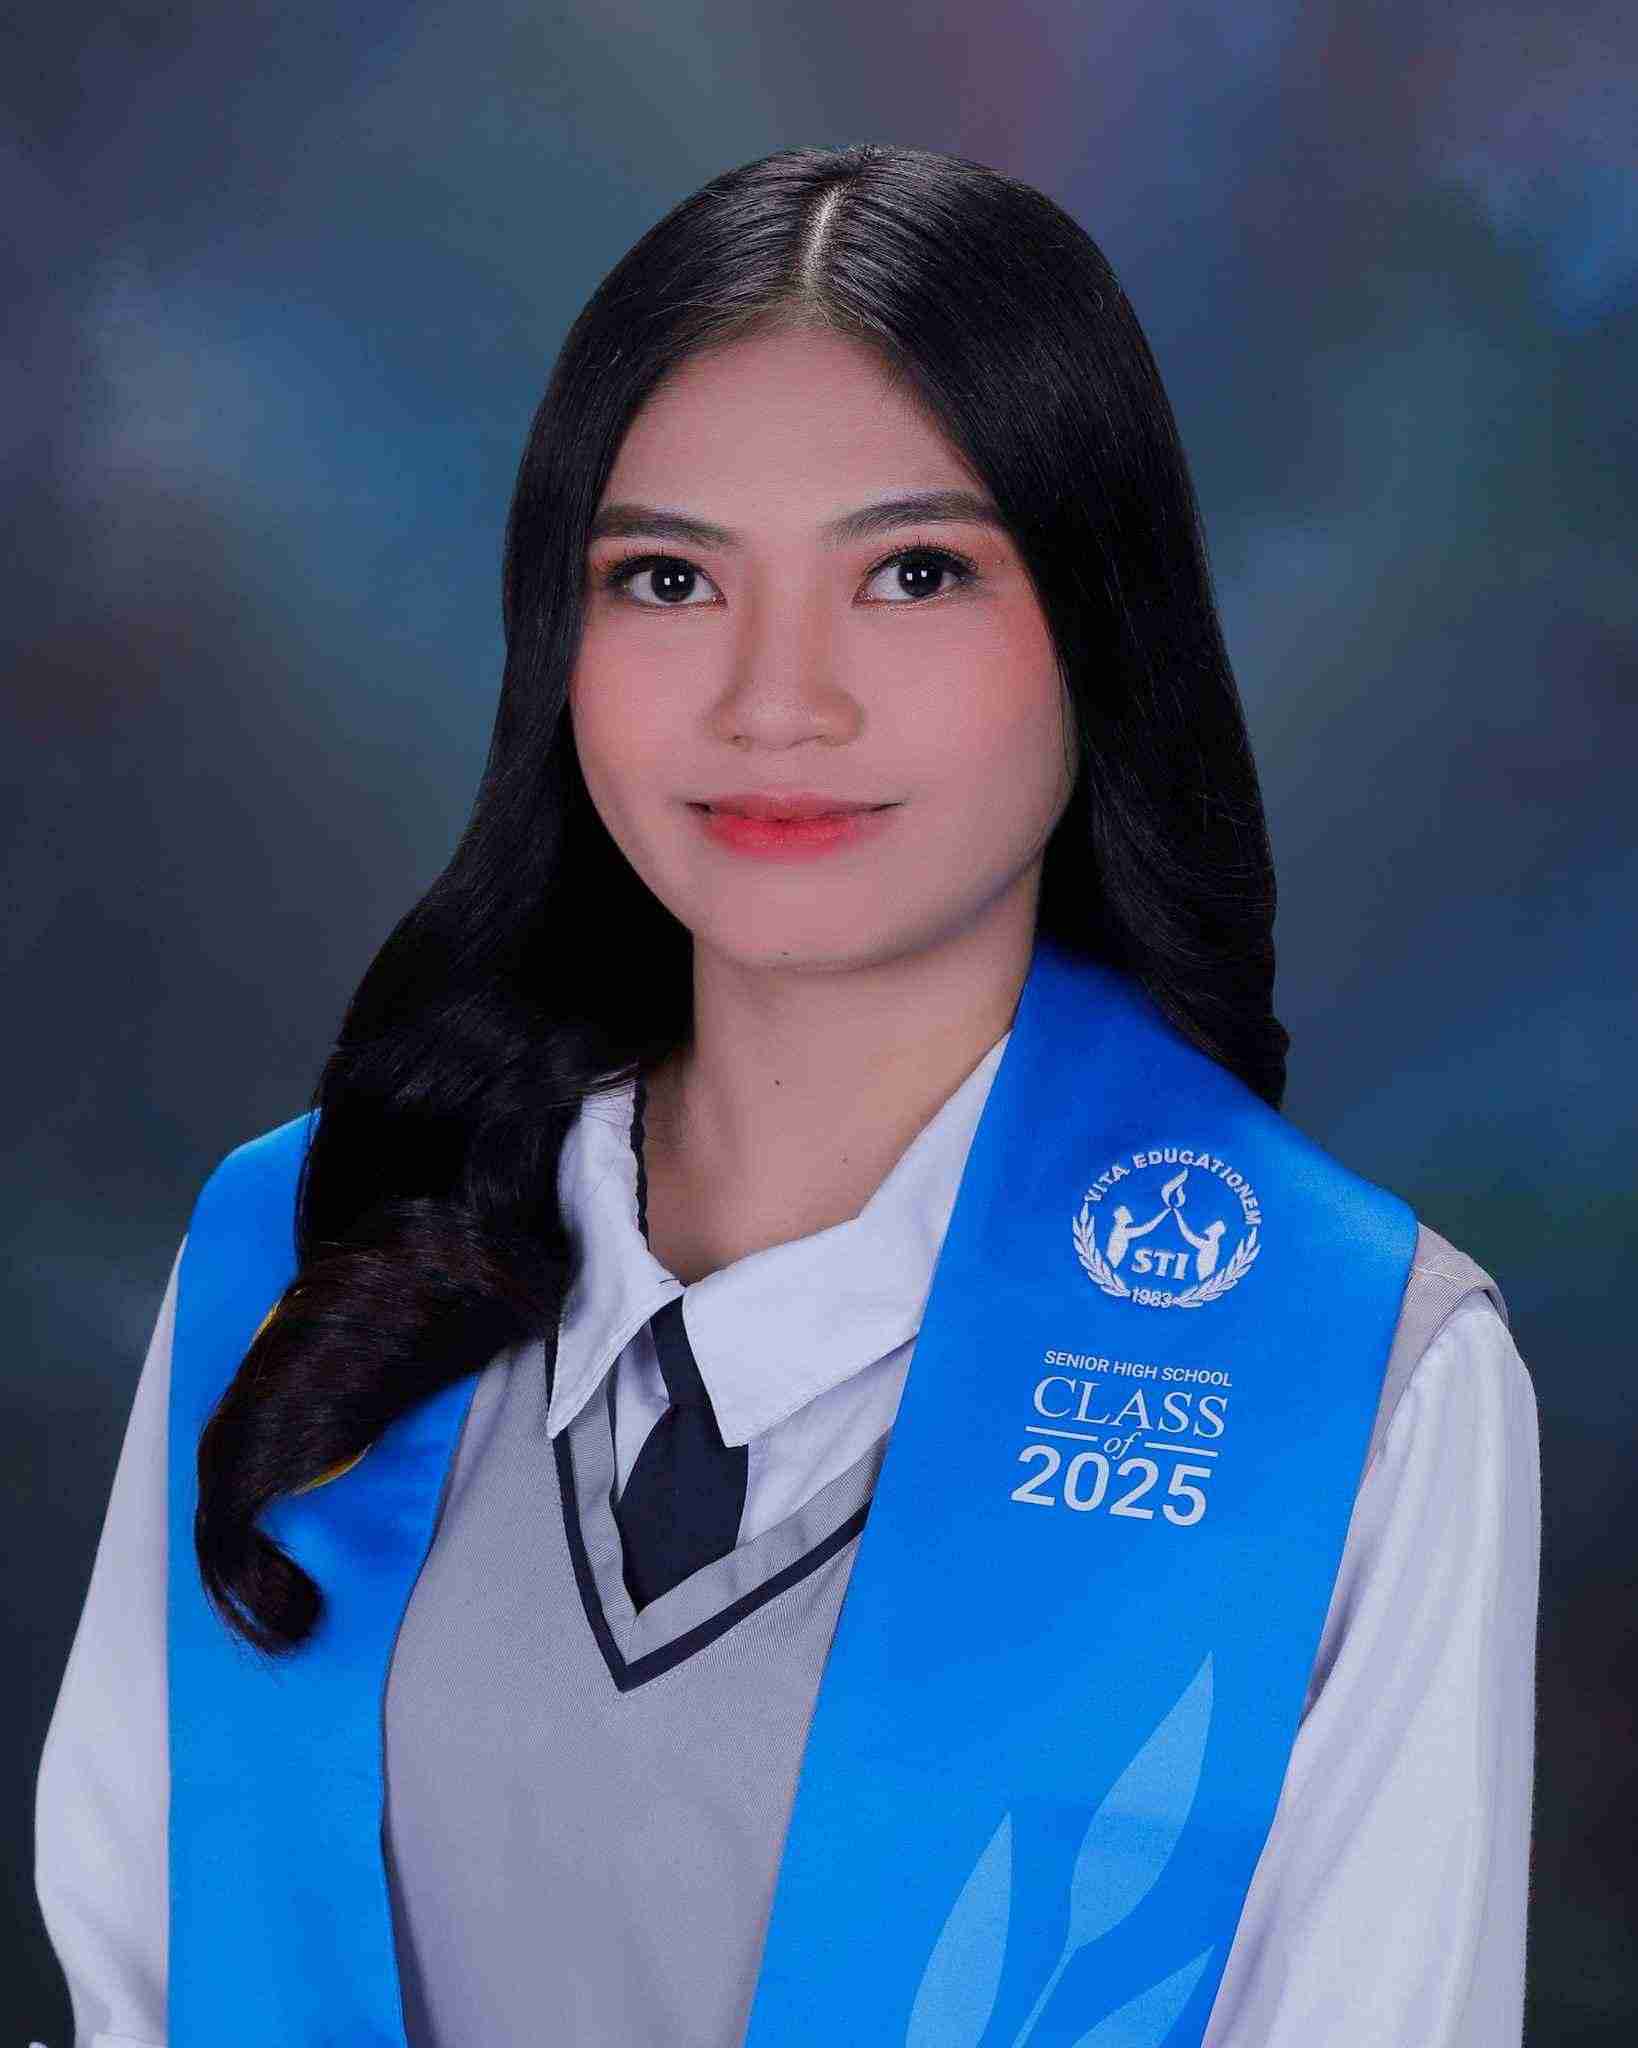 VITA EDUCATIONEM
STI
1983
SENIOR HIGH SCHOOL
CLASS
of
2025